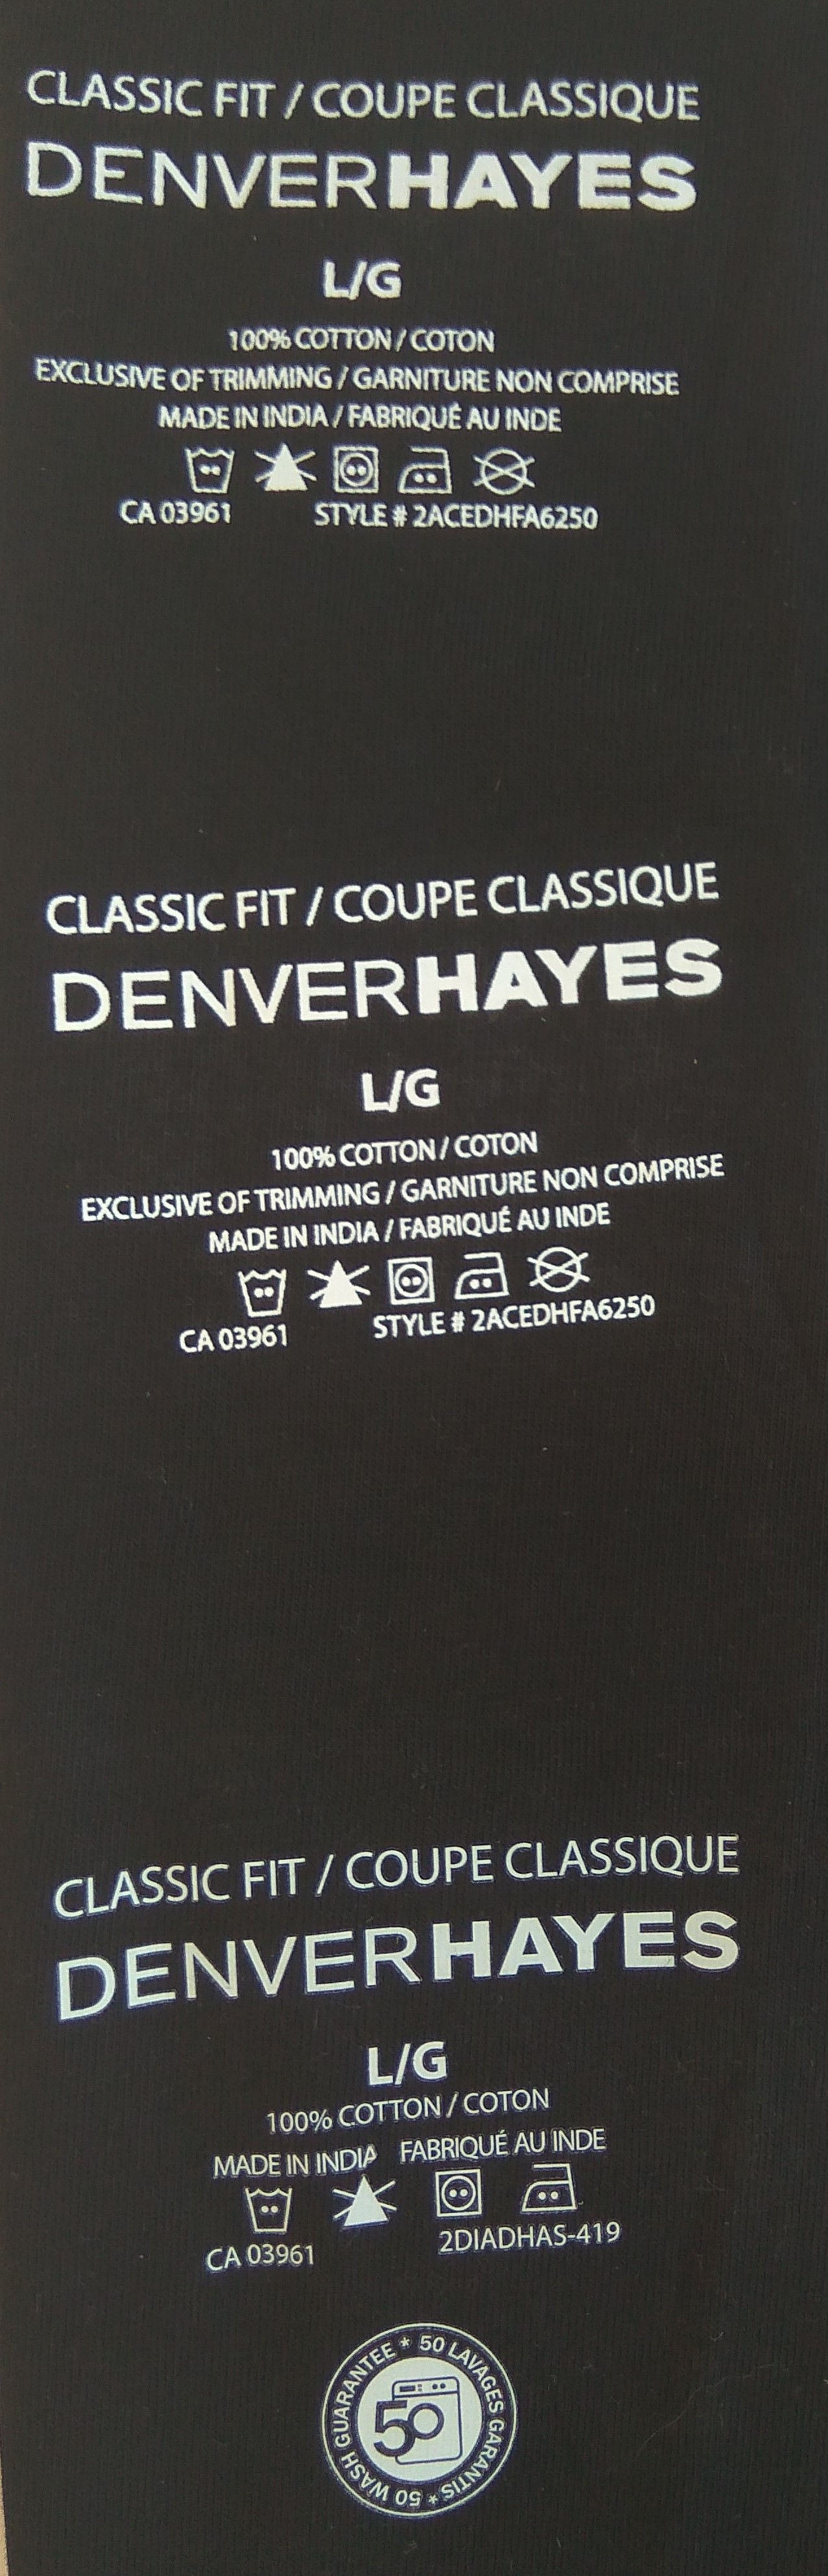 CLASSIC FIT / COUPE CLASSIQUE
DENVERHAYES
L/G
100% COTTON / COTON
EXCLUSIVE OF TRIMMING / GARNITURE NON COMPRISE
MADE IN INDIA / FABRIQUÉ AU INDE
CA 03961 STYLE # 2ACEDHFA6250
CLASSIC FIT / COUPE CLASSIQUE
DENVERHAYES
L/G
100% COTTON / COTON
EXCLUSIVE OF TRIMMING / GARNITURE NON COMPRISE
MADE IN INDIA / FABRIQUÉ AU INDE
CA 03961 STYLE # 2ACEDHFA6250
CLASSIC FIT / COUPE CLASSIQUE
DENVERHAYES
L/G
100% COTTON / COTON
MADE IN INDIA FABRIQUÉ AU INDE
CA 03961 2DIADHAS-419
50 WASH GUARANTEE * 50 LAVAGES GARANTIS *
50